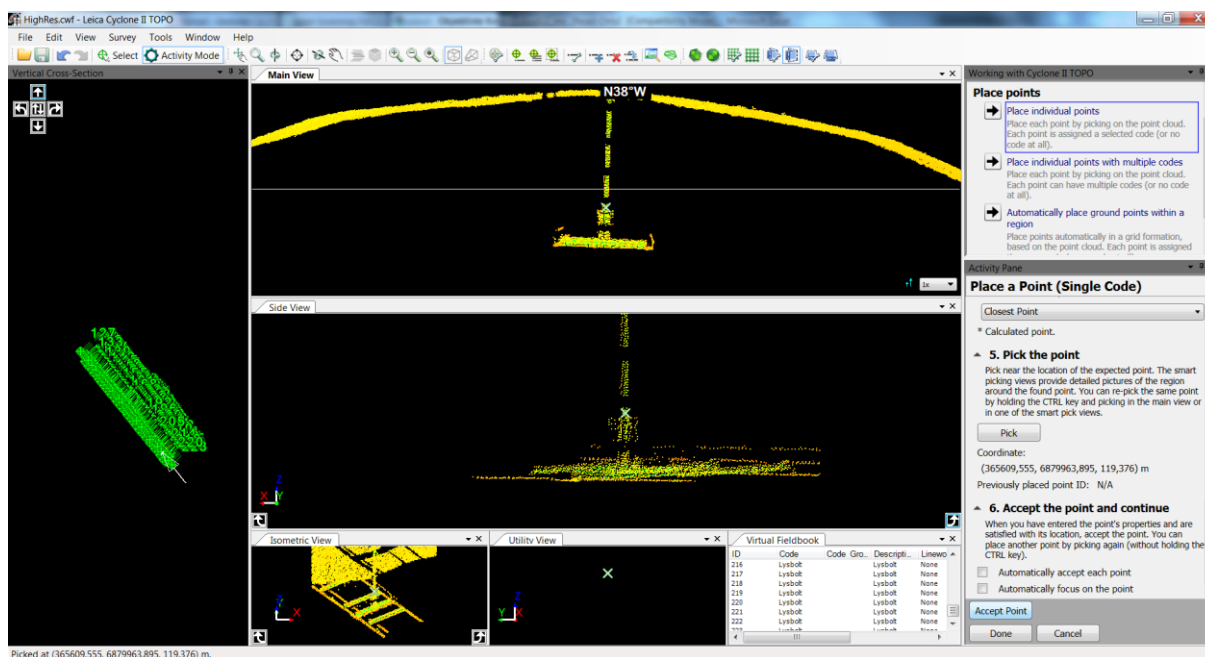 HighRes.cwf - Leica Cyclone II TOPO
File Edit View Survey Tools Window Help
Select Activity Mode
Vertical Cross-Section
Main View
N38°W
1x
Side View
Z
X Y
Isometric View
Z
X
Utility View
Y X
Virtual Fieldbook
ID Code Code Gro.. Descripti.. Linewo
216 Lysbolt Lysbolt None
217 Lysbolt Lysbolt None
218 Lysbolt Lysbolt None
219 Lysbolt Lysbolt None
220 Lysbolt Lysbolt None
221 Lysbolt Lysbolt None
222 Lysbolt Lysbolt None
Working with Cyclone II TOPO
Place points
Place individual points
Place each point by picking on the point cloud.
Each point is assigned a selected code (or no
code at all).
Place individual points with multiple codes
Place each point by picking on the point cloud.
Each point can have multiple codes (or no code
at all).
Automatically place ground points within a
region
Place points automatically in a grid formation,
based on the point cloud. Each point is assigned
Activity Pane
Place a Point (Single Code)
Closest Point
* Calculated point.
5. Pick the point
Pick near the location of the expected point. The smart
picking views provide detailed pictures of the region
around the found point. You can re-pick the same point
by holding the CTRL key and picking in the main view or
in one of the smart pick views.
Pick
Coordinate:
(365609,555, 6879963,895, 119,376) m
Previously placed point ID: N/A
6. Accept the point and continue
When you have entered the point's properties and are
satisfied with its location, accept the point. You can
place another point by picking again (without holding the
CTRL key).
Automatically accept each point
Automatically focus on the point
Accept Point
Done Cancel
Picked at (365609,555, 6879963,895, 119,376) m.